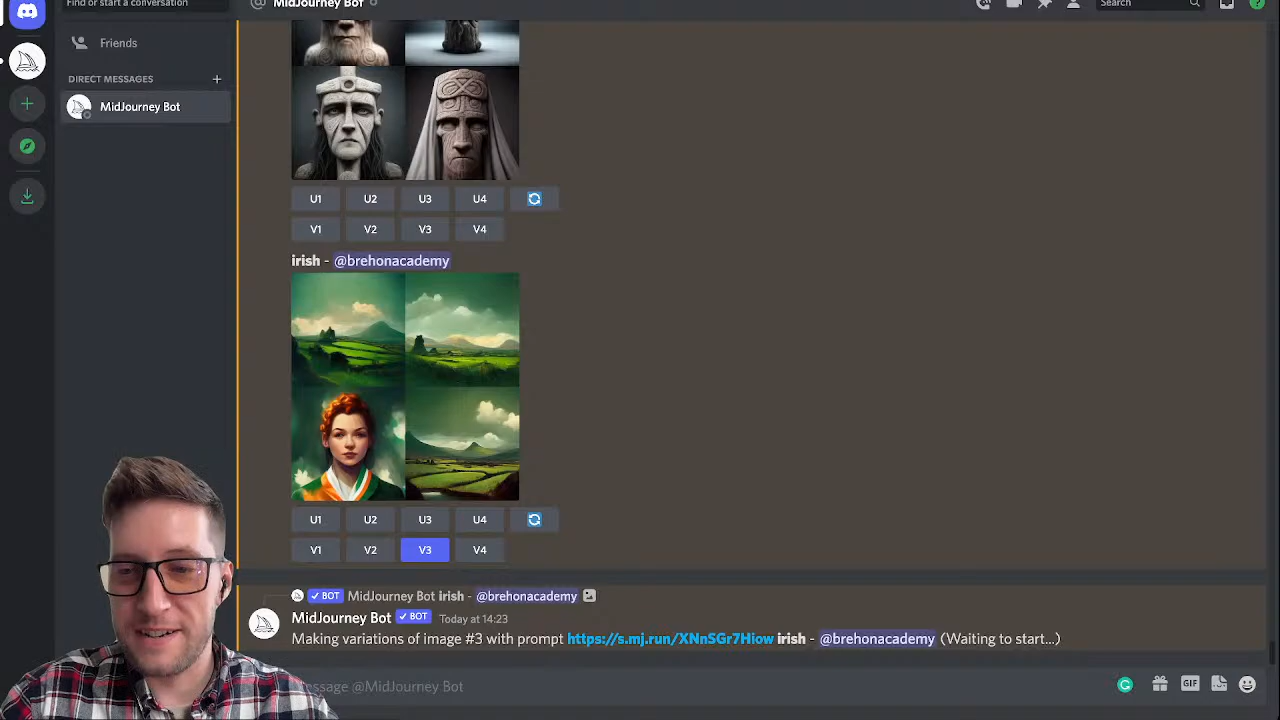 Find or start a conversation
@ MidJourney Bot
Search
Friends
DIRECT MESSAGES +
MidJourney Bot
U1 U2 U3 U4
V1 V2 V3 V4
irish - @brehonacademy
U1 U2 U3 U4
V1 V2 V3 V4
BOT MidJourney Bot irish - @brehonacademy
MidJourney Bot BOT Today at 14:23
Making variations of image #3 with prompt https://s.mj.run/XNnSGr7Hiow irish - @brehonacademy (Waiting to start...)
Message @MidJourney Bot
GIF